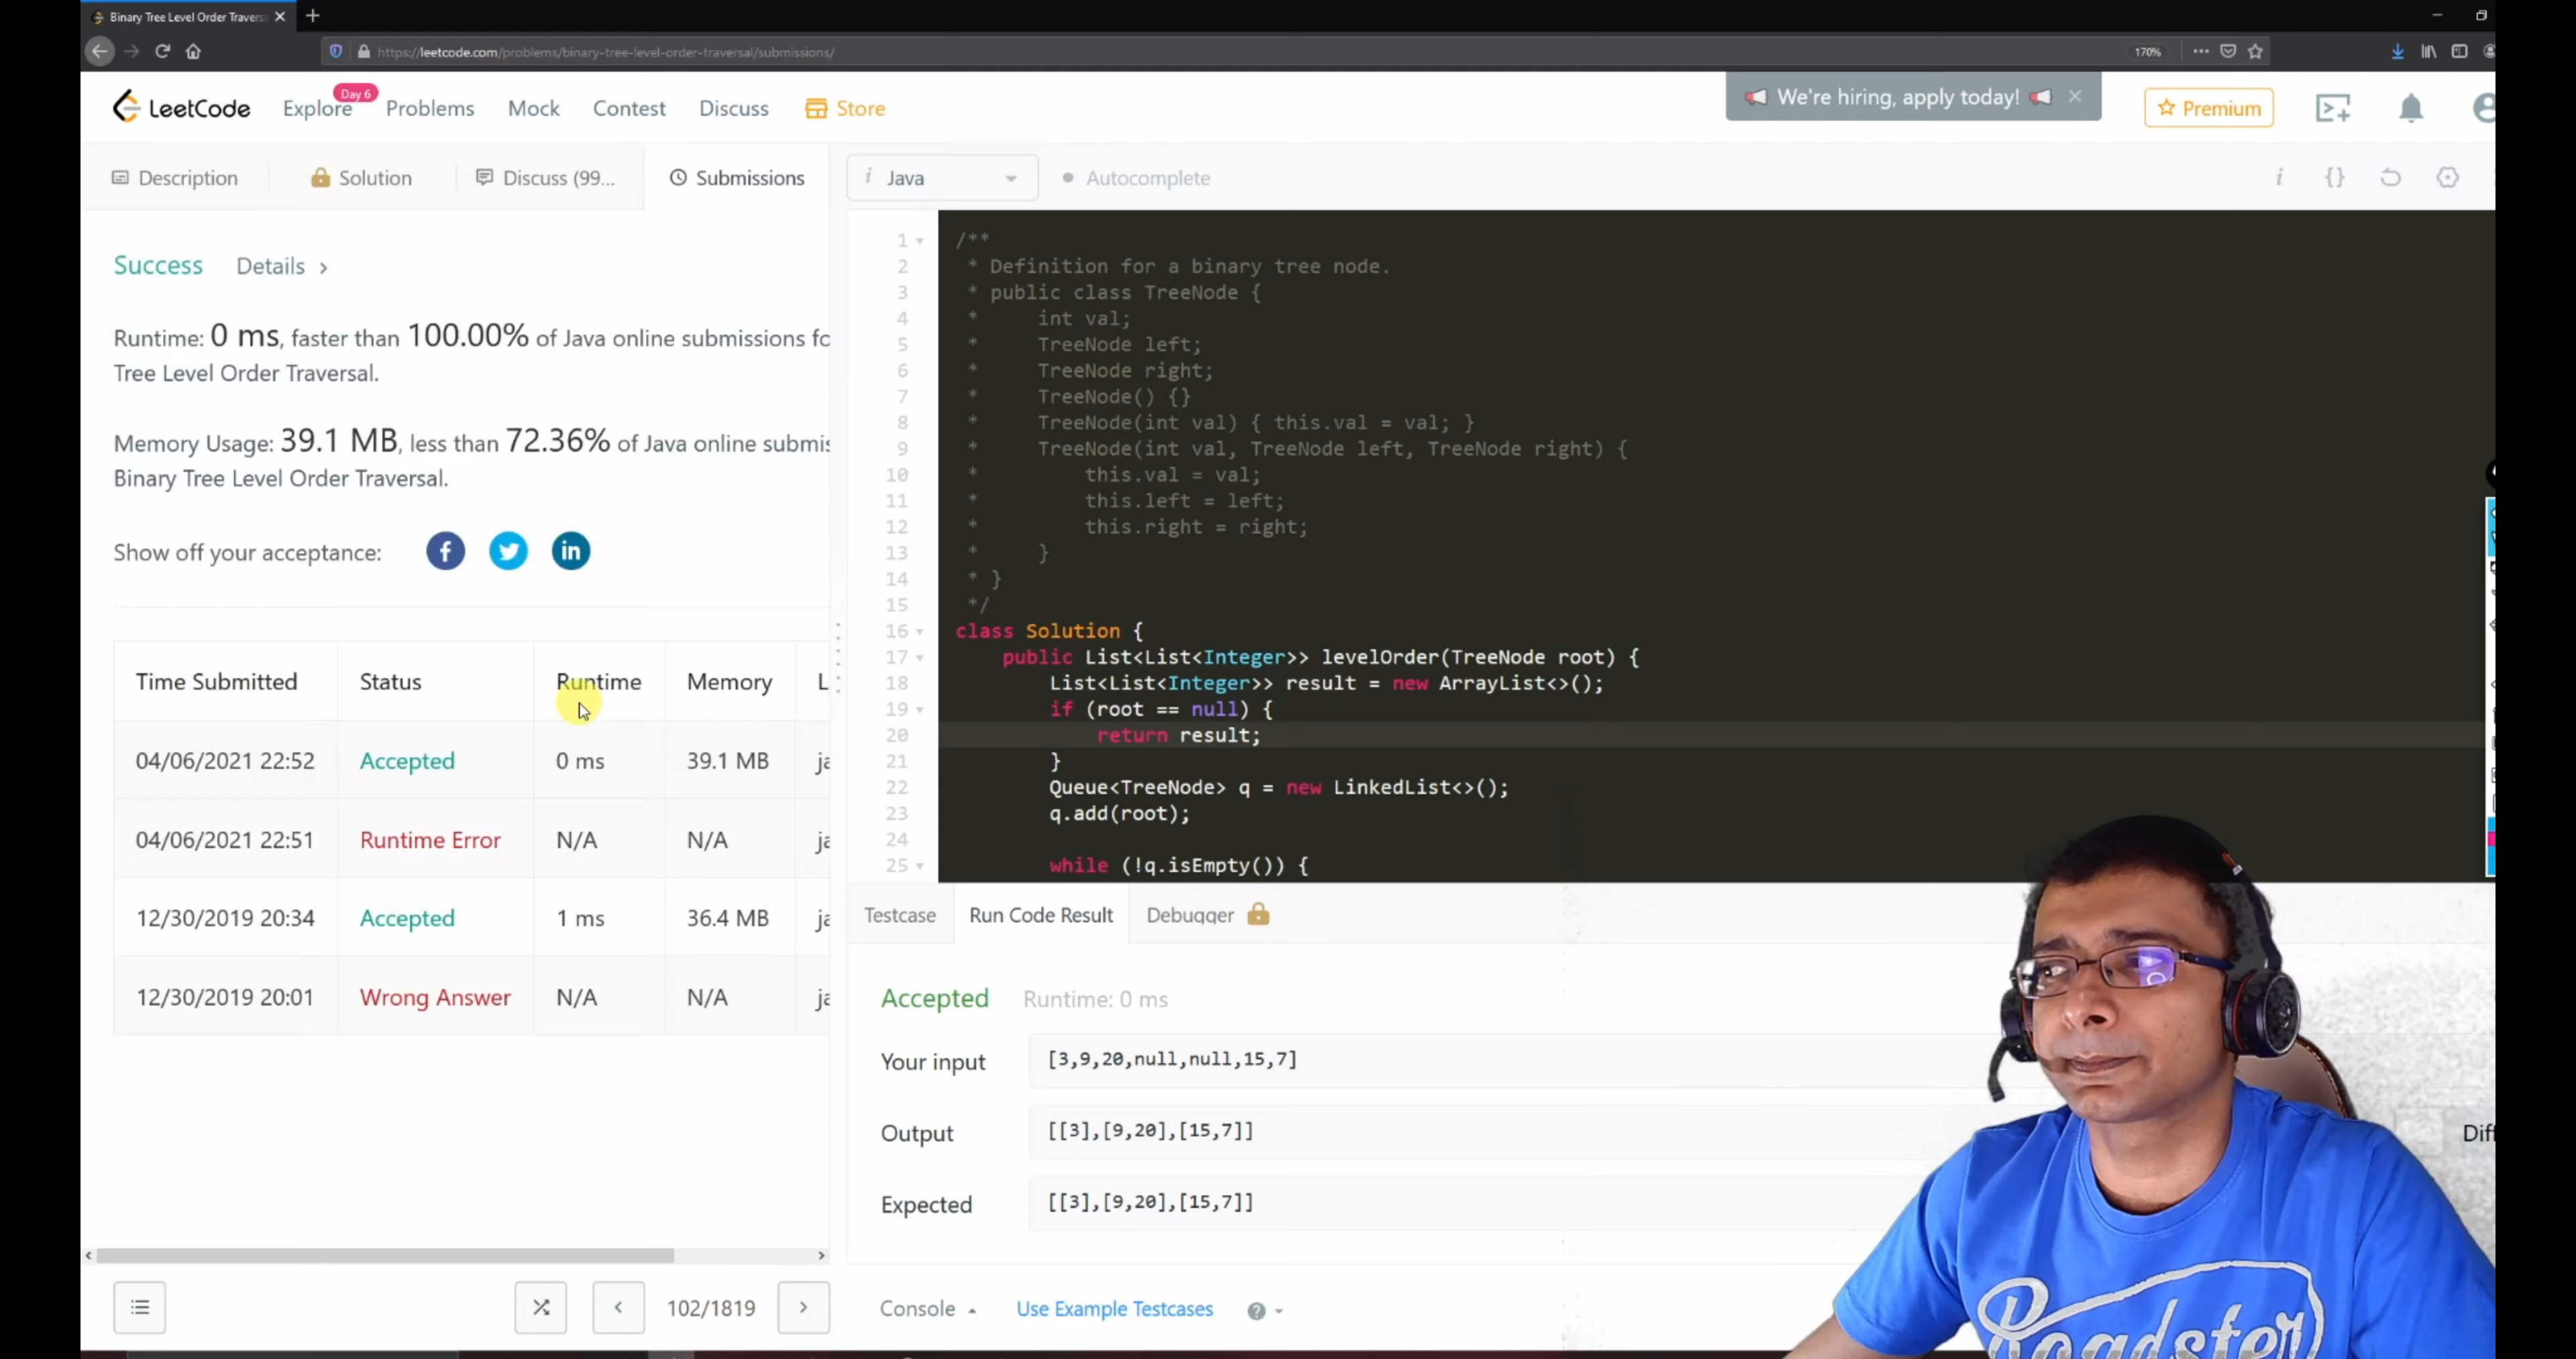 Binary Tree Level Order Travers
https://leetcode.com/problems/binary-tree-level-order-traversal/submissions/
170%
LeetCode
Explore
Day 6
Problems
Mock
Contest
Discuss
Store
We're hiring, apply today!
Premium
Description
Solution
Discuss (99...
Submissions
i Java
Autocomplete
Success Details
Runtime: 0 ms, faster than 100.00% of Java online submissions fo
Tree Level Order Traversal.
Memory Usage: 39.1 MB, less than 72.36% of Java online submis
Binary Tree Level Order Traversal.
Show off your acceptance:
Time Submitted Status Runtime Memory L
04/06/2021 22:52 Accepted 0 ms 39.1 MB ja
04/06/2021 22:51 Runtime Error N/A N/A ja
12/30/2019 20:34 Accepted 1 ms 36.4 MB ja
12/30/2019 20:01 Wrong Answer N/A N/A ja
102/1819
1 /**
2 * Definition for a binary tree node.
3 * public class TreeNode {
4 * int val;
5 * TreeNode left;
6 * TreeNode right;
7 * TreeNode() {}
8 * TreeNode(int val) { this.val = val; }
9 * TreeNode(int val, TreeNode left, TreeNode right) {
10 * this.val = val;
11 * this.left = left;
12 * this.right = right;
13 * }
14 * }
15 */
16 class Solution {
17 public List<List<Integer>> levelOrder(TreeNode root) {
18 List<List<Integer>> result = new ArrayList<>();
19 if (root == null) {
20 return result;
21 }
22 Queue<TreeNode> q = new LinkedList<>();
23 q.add(root);
24
25 while (!q.isEmpty()) {
Testcase
Run Code Result
Debugger
Accepted Runtime: 0 ms
Your input [3,9,20,null,null,15,7]
Output [[3],[9,20],[15,7]]
Diff
Expected [[3],[9,20],[15,7]]
Console
Use Example Testcases
Roadster